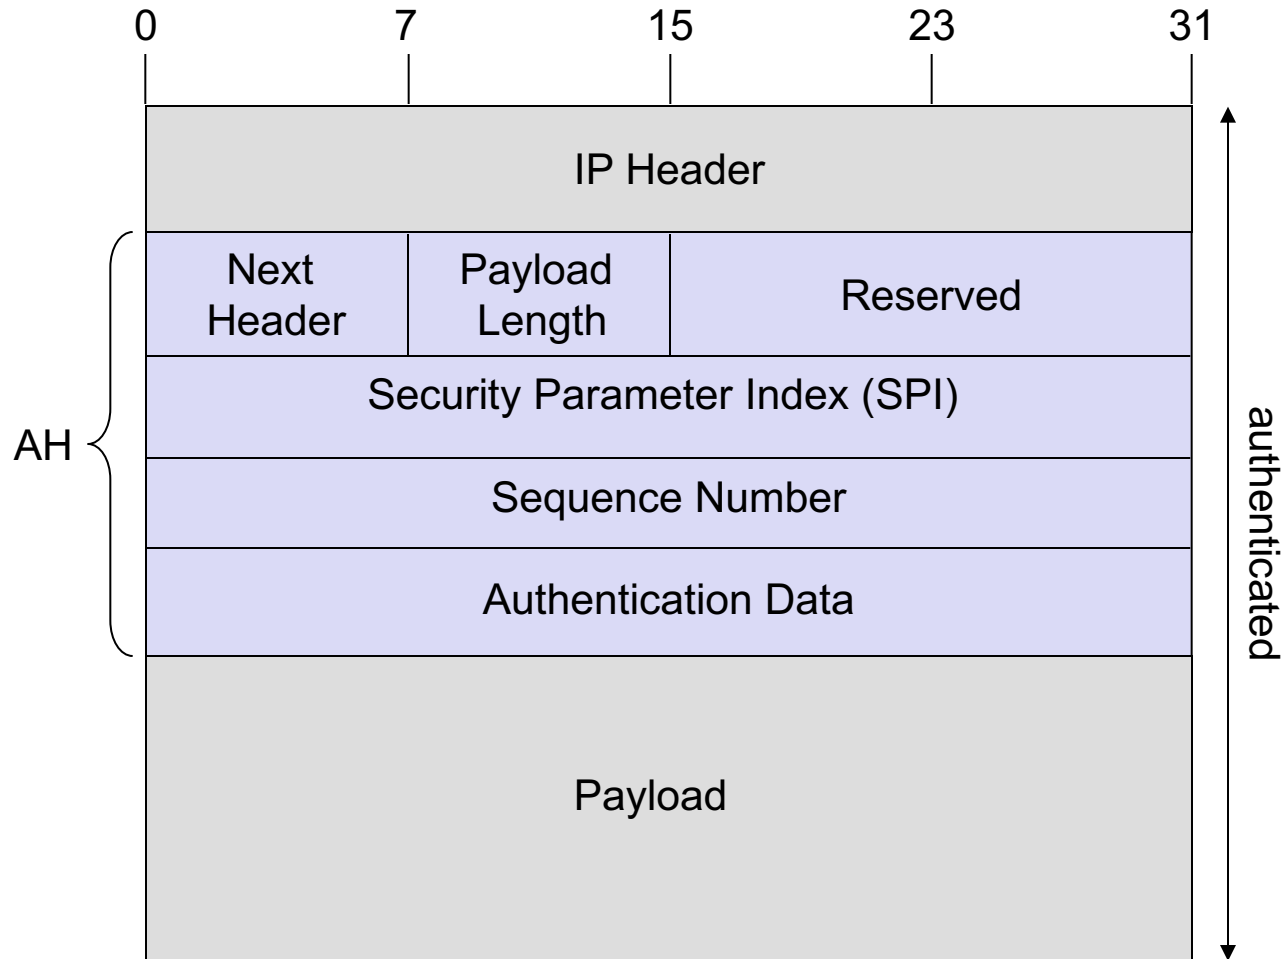 0 7 15 23 31
IP Header
Next
Header
Payload
Length
Reserved
Security Parameter Index (SPI)
AH
Sequence Number
Authentication Data
Payload
authenticated